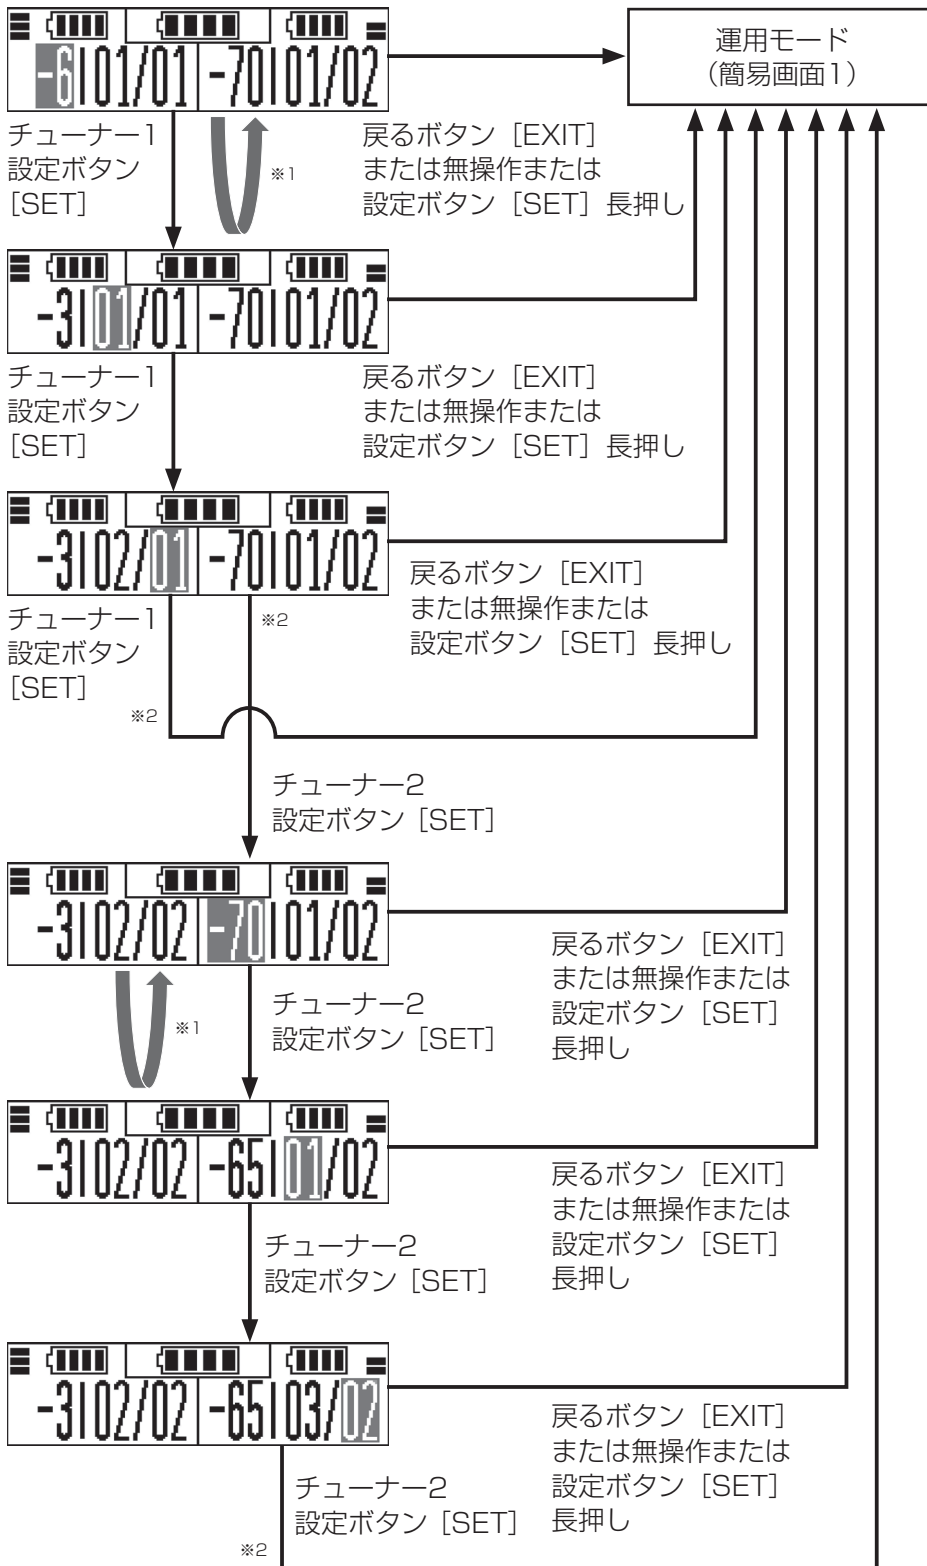 -6|01/01 -70|01/02
運用モード
（簡易画面1）
チューナー1
設定ボタン
［SET］
※1
戻るボタン［EXIT］
または無操作または
設定ボタン［SET］長押し
-3|01/01 -70|01/02
チューナー1
設定ボタン
［SET］
戻るボタン［EXIT］
または無操作または
設定ボタン［SET］長押し
-3|02/01 -70|01/02
チューナー1
設定ボタン
［SET］
※2
※2
戻るボタン［EXIT］
または無操作または
設定ボタン［SET］長押し
チューナー2
設定ボタン［SET］
-3|02/02 -70|01/02
※1
チューナー2
設定ボタン［SET］
戻るボタン［EXIT］
または無操作または
設定ボタン［SET］
長押し
-3|02/02 -65|01/02
チューナー2
設定ボタン［SET］
戻るボタン［EXIT］
または無操作または
設定ボタン［SET］
長押し
-3|02/02 -65|03/02
チューナー2
設定ボタン［SET］
※2
戻るボタン［EXIT］
または無操作または
設定ボタン［SET］
長押し